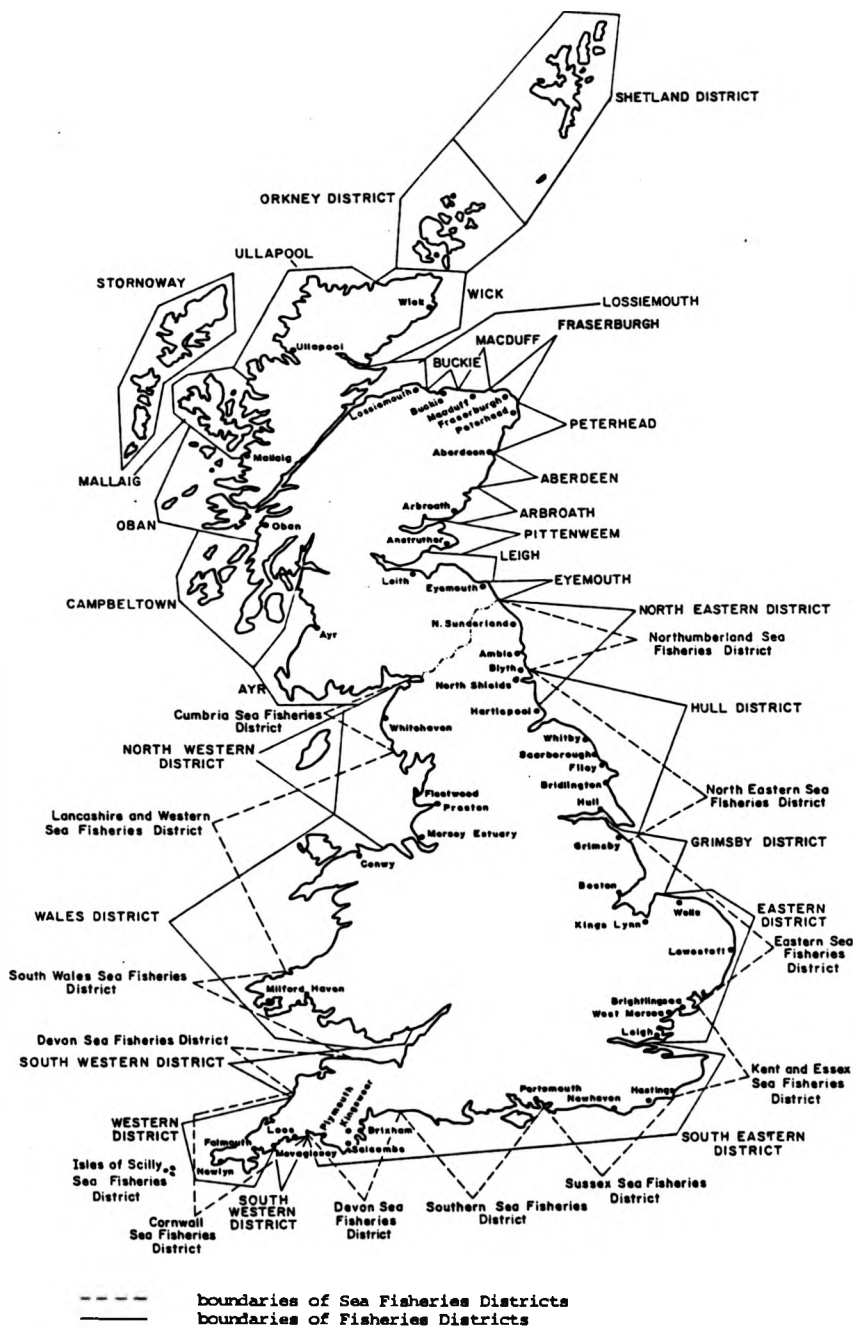 SHETLAND DISTRICT
ORKNEY DISTRICT
ULLAPOOL
STORNOWAY
WICK
Wick
LOSSIEMOUTH
FRASERBURGH
MACDUFF
BUCKIE
Ullapool
Lossiemouth
Buckie
Macduff
Fraserburgh
Peterhead
PETERHEAD
Aberdeen
Mallaig
MALLAIG
ABERDEEN
Arbroath
ARBROATH
OBAN
Oban
Anstruther
PITTENWEEM
LEIGH
Leith
Eyemouth
EYEMOUTH
CAMPBELTOWN
NORTH EASTERN DISTRICT
N. Sunderland
Northumberland Sea
Fisheries District
Ayr
Amble
Blyth
AYR
North Shields
Cumbria Sea Fisheries
District
Hartlepool
HULL DISTRICT
Whitehaven
NORTH WESTERN
DISTRICT
Whitby
Scarborough
Filey
Bridlington
Fleetwood
Preston
North Eastern Sea
Fisheries District
Hull
Lancashire and Western
Sea Fisheries District
Mersey Estuary
Grimsby
GRIMSBY DISTRICT
Conwy
Boston
WALES DISTRICT
Wells
EASTERN
DISTRICT
Kings Lynn
Eastern Sea
Fisheries
District
Lowestoft
South Wales Sea Fisheries
District
Milford Haven
Brightlingsea
West Mersea
Leigh
Devon Sea Fisheries District
SOUTH WESTERN DISTRICT
Kent and Essex
Sea Fisheries
District
WESTERN
DISTRICT
Plymouth
Kingswear
Portsmouth
Newhaven
Hastings
Looe
Brixham
Falmouth
Salcombe
SOUTH EASTERN
DISTRICT
Mevagissey
Newlyn
Isles of Scilly
Sea Fisheries
District
Sussex Sea Fisheries
District
SOUTH
WESTERN
DISTRICT
Devon Sea
Fisheries
District
Southern Sea Fisheries
District
Cornwall
Sea Fisheries
District
boundaries of Sea Fisheries Districts
boundaries of Fisheries Districts